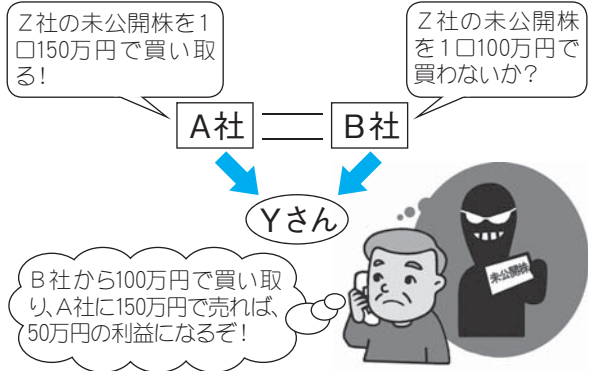 Z社の未公開株を1
口150万円で買い取
る！
Z社の未公開株
を1口100万円で
買わないか？
A社
B社
Yさん
B社から100万円で買い取
り、A社に150万円で売れば、
50万円の利益になるぞ！
未公開株